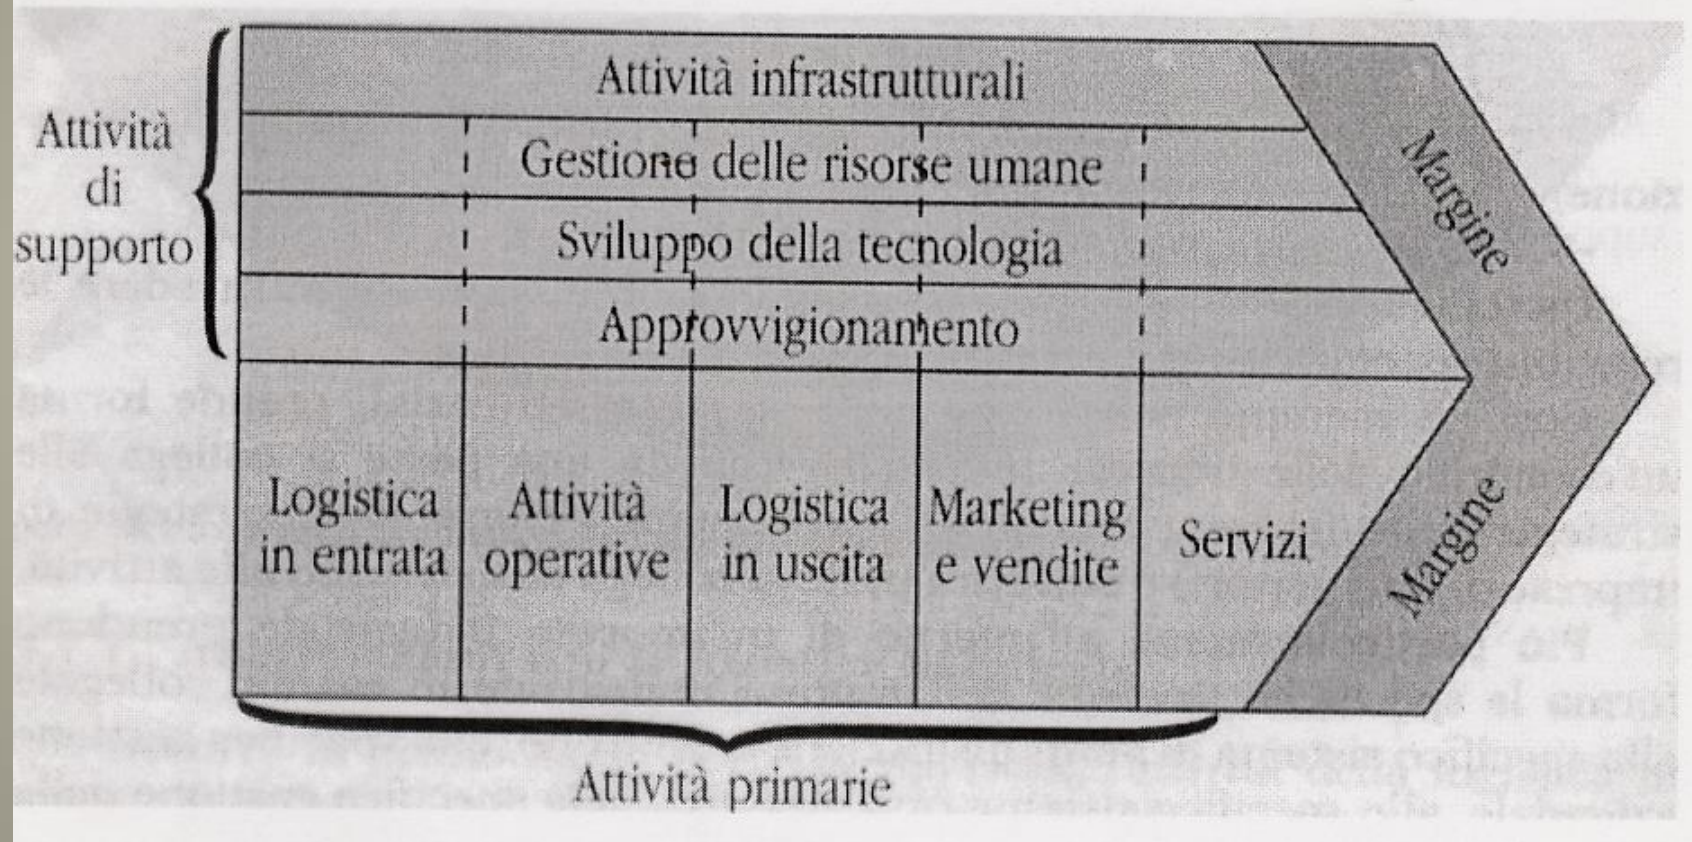 Attività
di
supporto
Attività infrastrutturali
Gestione delle risorse umane
Sviluppo della tecnologia
Approvvigionamento
Margine
Logistica
in entrata
Attività
operative
Logistica
in uscita
Marketing
e vendite
Servizi
Margine
Attività primarie